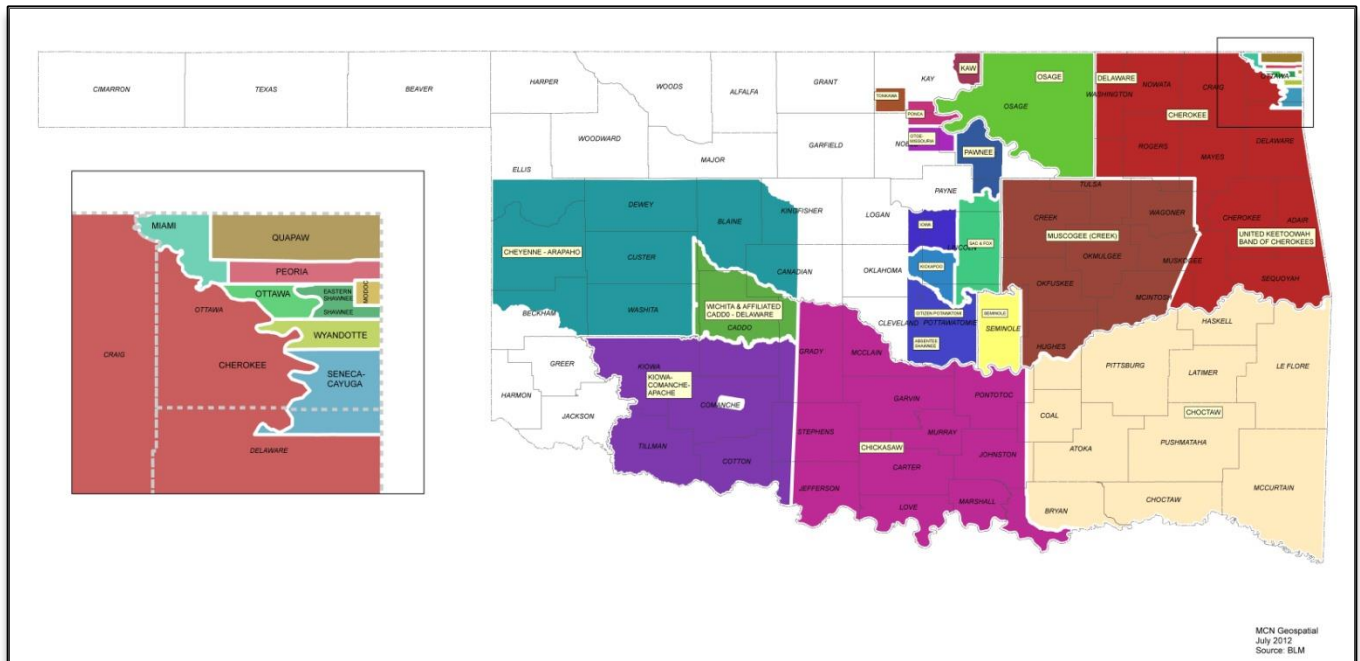 CIMARRON
TEXAS
BEAVER
HARPER
WOODS
ALFALFA
GRANT
KAY
KAW
OSAGE
DELAWARE
NOWATA
CRAIG
OTTAWA
WASHINGTON
TONKAWA
PONCA
OSAGE
CHEROKEE
WOODWARD
GARFIELD
NOBLE
OTOE-
MISSOURIA
PAWNEE
ROGERS
MAYES
DELAWARE
MAJOR
ELLIS
PAYNE
TULSA
DEWEY
BLAINE
KINGFISHER
LOGAN
IOWA
CREEK
WAGONER
CHEROKEE
ADAIR
CHEYENNE - ARAPAHO
CUSTER
CANADIAN
OKLAHOMA
LINCOLN
SAC & FOX
MUSCOGEE (CREEK)
UNITED KEETOOWAH
BAND OF CHEROKEES
KICKAPOO
OKMULGEE
MUSKOGEE
OKFUSKEE
SEQUOYAH
MCINTOSH
BECKHAM
WASHITA
WICHITA & AFFILIATED
CADDO - DELAWARE
CADDO
CLEVELAND
CITIZEN POTAWATOMI
POTTAWATOMIE
SEMINOLE
SEMINOLE
ABSENTEE
SHAWNEE
HUGHES
HASKELL
GREER
KIOWA
KIOWA-
COMANCHE-
APACHE
GRADY
MCCLAIN
PITTSBURG
LATIMER
LE FLORE
HARMON
JACKSON
COMANCHE
GARVIN
PONTOTOC
COAL
CHOCTAW
TILLMAN
COTTON
STEPHENS
MURRAY
CHICKASAW
CARTER
JOHNSTON
ATOKA
PUSHMATAHA
JEFFERSON
LOVE
MARSHALL
BRYAN
CHOCTAW
MCCURTAIN
MIAMI
QUAPAW
PEORIA
OTTAWA
EASTERN
SHAWNEE
MODOC
OTTAWA
SHAWNEE
WYANDOTTE
CRAIG
CHEROKEE
SENECA-
CAYUGA
DELAWARE
MCN Geospatial
July 2012
Source: BLM